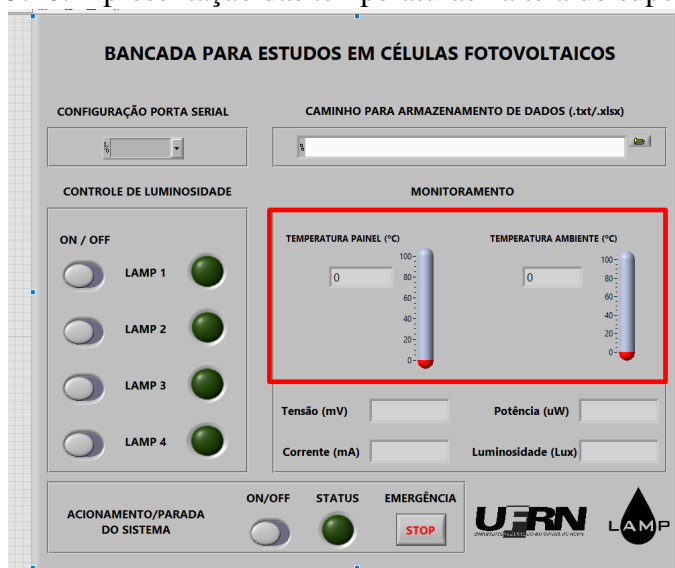 BANCADA PARA ESTUDOS EM CÉLULAS FOTOVOLTAICOS
CONFIGURAÇÃO PORTA SERIAL
CAMINHO PARA ARMAZENAMENTO DE DADOS (.txt/.xlsx)
CONTROLE DE LUMINOSIDADE
MONITORAMENTO
ON / OFF
LAMP 1
LAMP 2
LAMP 3
LAMP 4
TEMPERATURA PAINEL (ºC)
0
100
80
60
40
20
0
TEMPERATURA AMBIENTE (ºC)
0
100
80
60
40
20
0
Tensão (mV)
Potência (uW)
Corrente (mA)
Luminosidade (Lux)
ACIONAMENTO/PARADA
DO SISTEMA
ON/OFF
STATUS
EMERGÊNCIA
STOP
UFRN
LAMP